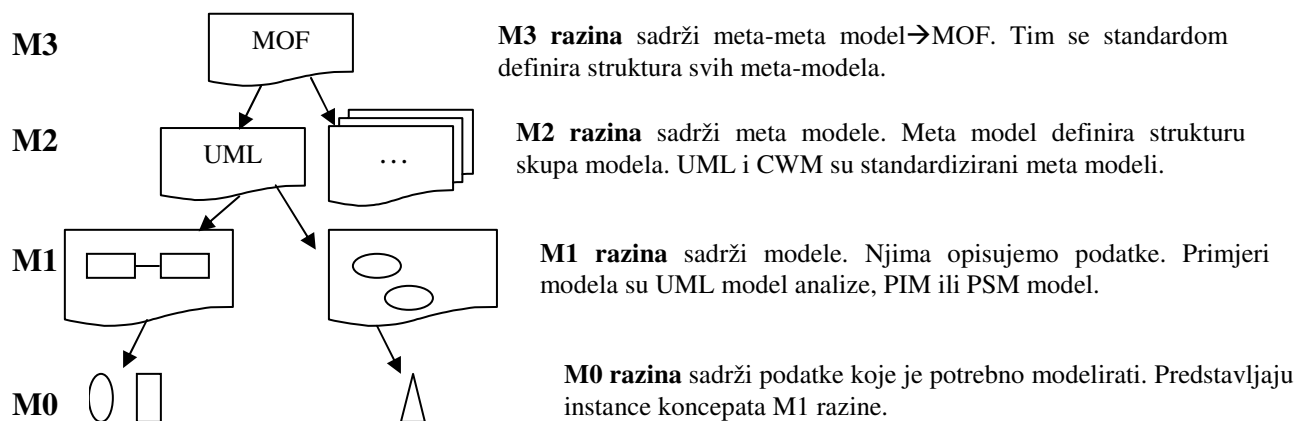 M3
MOF
M3 razina sadrži meta-meta model→MOF. Tim se standardom
definira struktura svih meta-modela.
M2
UML
...
M2 razina sadrži meta modele. Meta model definira strukturu
skupa modela. UML i CWM su standardizirani meta modeli.
M1
M1 razina sadrži modele. Njima opisujemo podatke. Primjeri
modela su UML model analize, PIM ili PSM model.
M0
M0 razina sadrži podatke koje je potrebno modelirati. Predstavljaju
instance koncepata M1 razine.